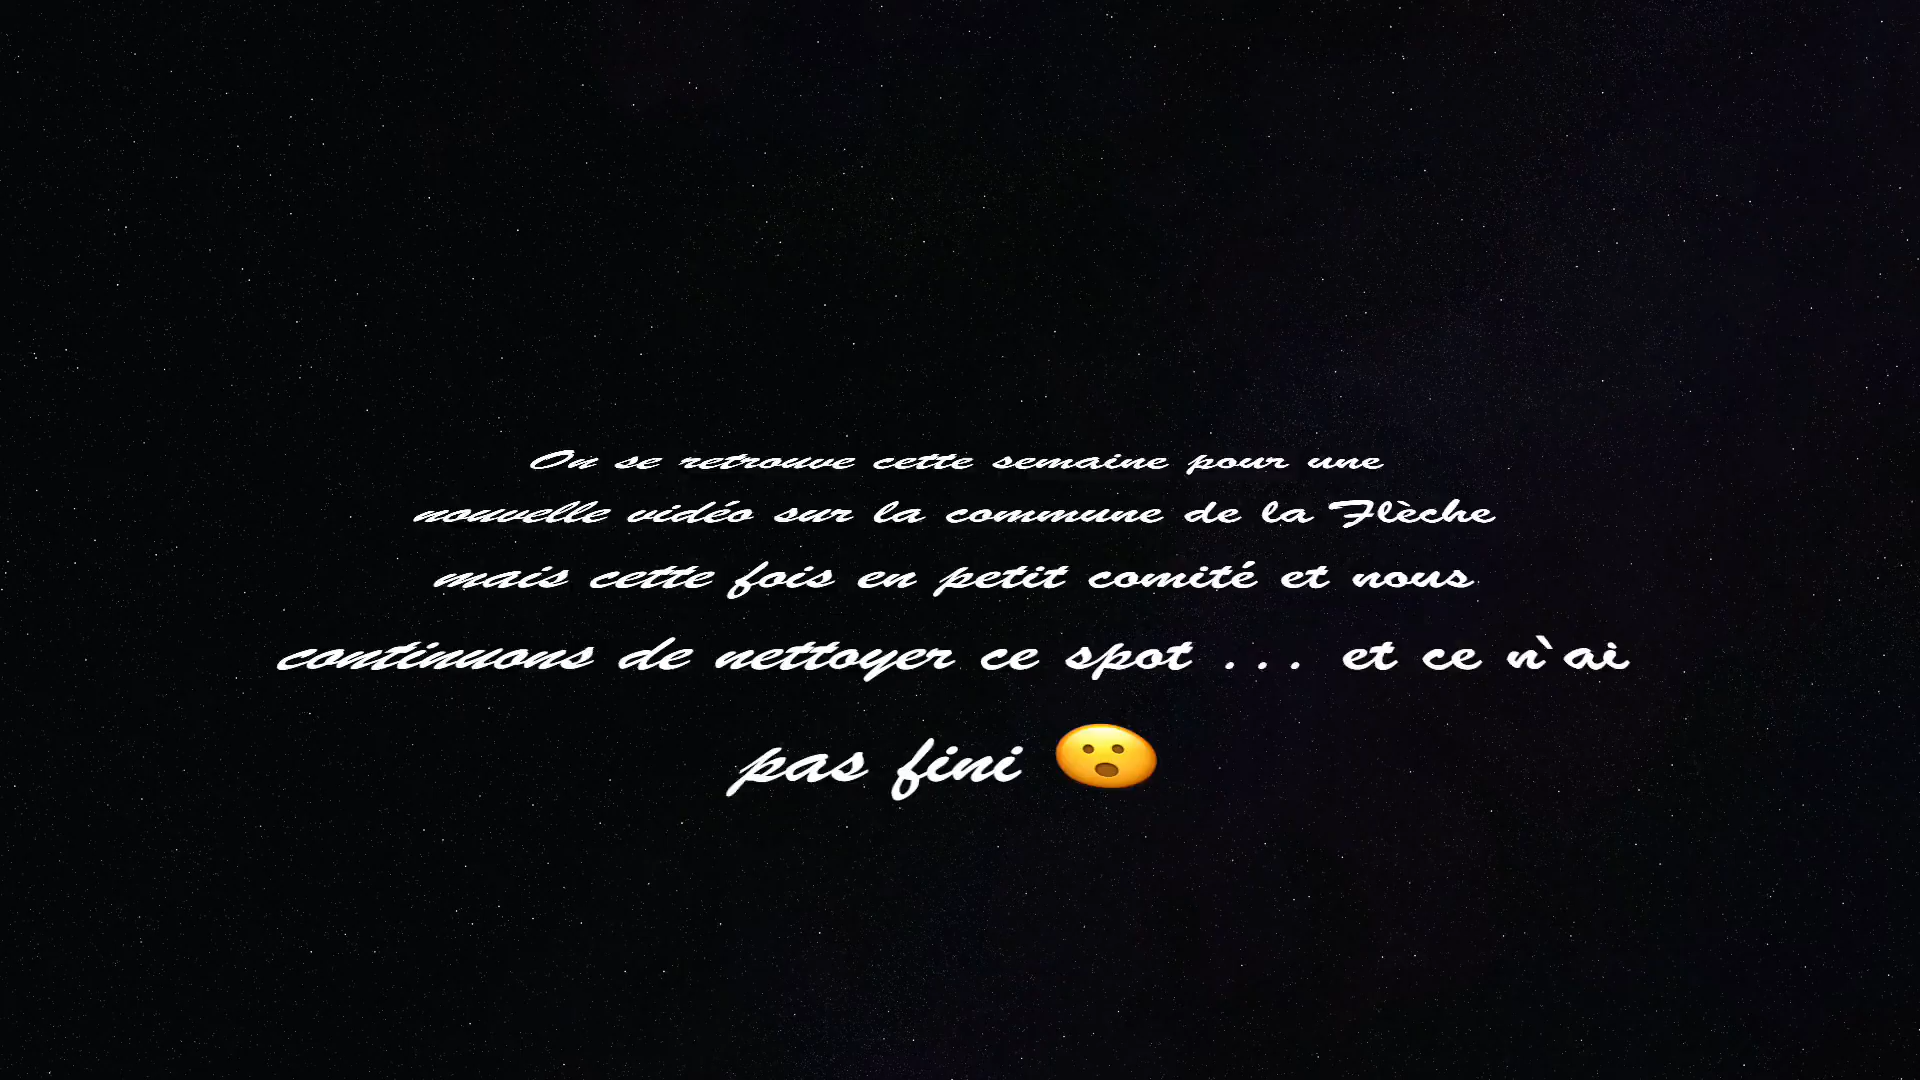 On se retrouve cette semaine pour une
nouvelle vidéo sur la commune de la Flèche
mais cette fois en petit comité et nous
continuons de nettoyer ce spot ... et ce n`ai
pas fini 😮